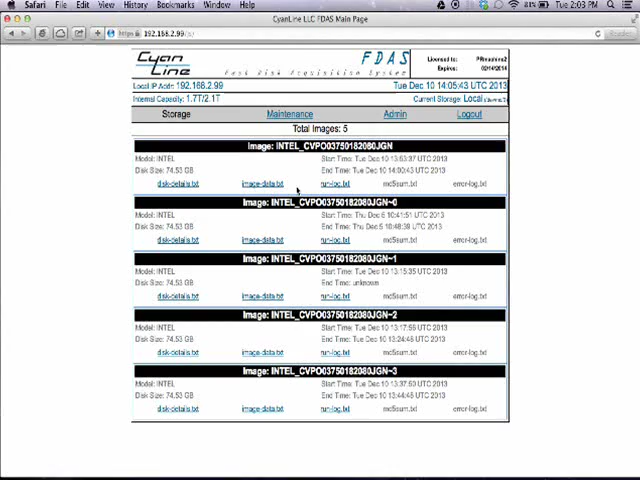 Safari File Edit View History Bookmarks Window Help 81% Tue 2:03 PM
CyanLine LLC FDAS Main Page
https 192.168.2.99 Reader
Cyan Line
FDAS
Fast Disk Acquisition System
Licensed to:
Expires: 02/14/2014
Local IP Addr: 192.168.2.99 Tue Dec 10 14:05:43 UTC 2013
Internal Capacity: 1.7T/2.1T Current Storage: Local
Storage Maintenance Admin Logout
Total Images: 5
Image: INTEL_CVPO03750182080JGN
Model: INTEL Start Time: Tue Dec 10 13:53:37 UTC 2013
Disk Size: 74.53 GB End Time: Tue Dec 10 14:00:43 UTC 2013
disk-details.txt image-data.txt run-log.txt md5sum.txt error-log.txt
Image: INTEL_CVPO03750182080JGN~0
Model: INTEL Start Time: Thu Dec 5 10:41:51 UTC 2013
Disk Size: 74.53 GB End Time: Thu Dec 5 10:48:39 UTC 2013
disk-details.txt image-data.txt run-log.txt md5sum.txt error-log.txt
Image: INTEL_CVPO03750182080JGN~1
Model: INTEL Start Time: Tue Dec 10 13:15:35 UTC 2013
Disk Size: 74.53 GB End Time: unknown
disk-details.txt image-data.txt run-log.txt md5sum.txt error-log.txt
Image: INTEL_CVPO03750182080JGN~2
Model: INTEL Start Time: Tue Dec 10 13:17:56 UTC 2013
Disk Size: 74.53 GB End Time: Tue Dec 10 13:24:48 UTC 2013
disk-details.txt image-data.txt run-log.txt md5sum.txt error-log.txt
Image: INTEL_CVPO03750182080JGN~3
Model: INTEL Start Time: Tue Dec 10 13:37:50 UTC 2013
Disk Size: 74.53 GB End Time: Tue Dec 10 13:44:48 UTC 2013
disk-details.txt image-data.txt run-log.txt md5sum.txt error-log.txt